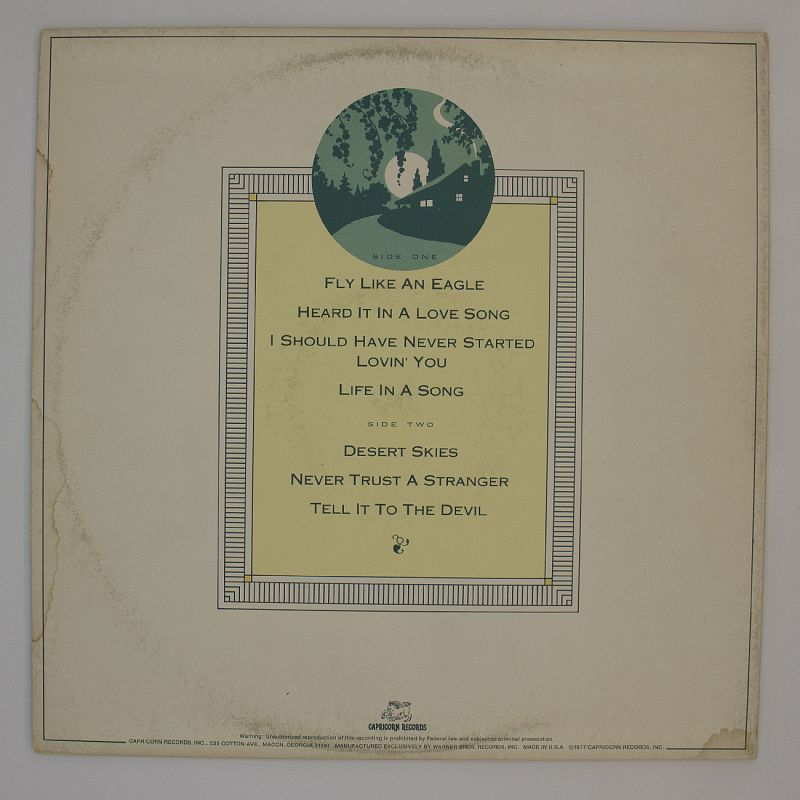 SIDE ONE
FLY LIKE AN EAGLE
HEARD IT IN A LOVE SONG
I SHOULD HAVE NEVER STARTED
LOVIN' YOU
LIFE IN A SONG
SIDE TWO
DESERT SKIES
NEVER TRUST A STRANGER
TELL IT TO THE DEVIL
CAPRICORN RECORDS
Warning: Unauthorized reproduction of this recording is prohibited by Federal law and subject to criminal prosecution.
CAPRICORN RECORDS, INC., 535 COTTON AVE., MACON, GEORGIA 31201 MANUFACTURED EXCLUSIVELY BY WARNER BROS. RECORDS, INC. MADE IN U.S.A. ©1977 CAPRICORN RECORDS, INC.